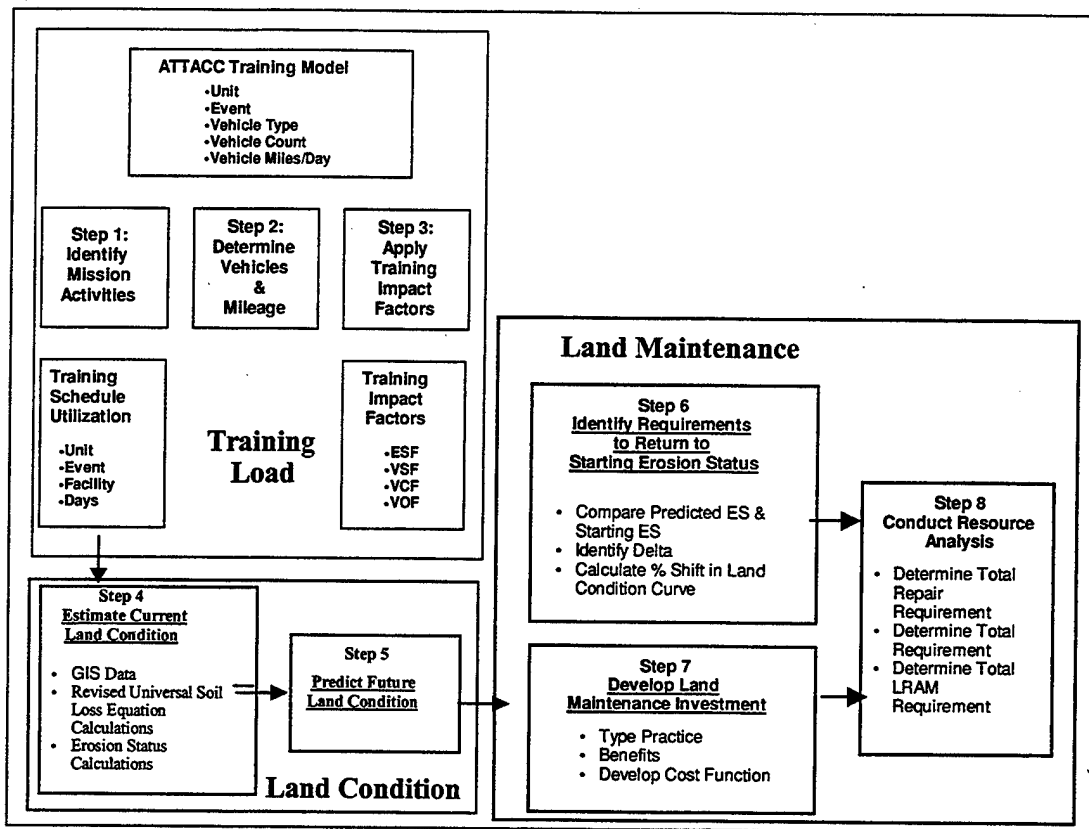 ATTACC Training Model
•Unit
•Event
•Vehicle Type
•Vehicle Count
•Vehicle Miles/Day
Step 1:
Identify
Mission
Activities
Step 2:
Determine
Vehicles
&
Mileage
Step 3:
Apply
Training
Impact
Factors
Training
Schedule
Utilization
•Unit
•Event
•Facility
•Days
Training
Load
Training
Impact
Factors
•ESF
•VSF
•VCF
•VOF
Step 4
Estimate Current
Land Condition
• GIS Data
• Revised Universal Soil
Loss Equation
Calculations
• Erosion Status
Calculations
Step 5
Predict Future
Land Condition
Land Condition
Land Maintenance
Step 6
Identify Requirements
to Return to
Starting Erosion Status
• Compare Predicted ES &
Starting ES
• Identify Delta
• Calculate % Shift in Land
Condition Curve
Step 7
Develop Land
Maintenance Investment
• Type Practice
• Benefits
• Develop Cost Function
Step 8
Conduct Resource
Analysis
• Determine Total
Repair
Requirement
• Determine Total
Requirement
• Determine Total
LRAM
Requirement